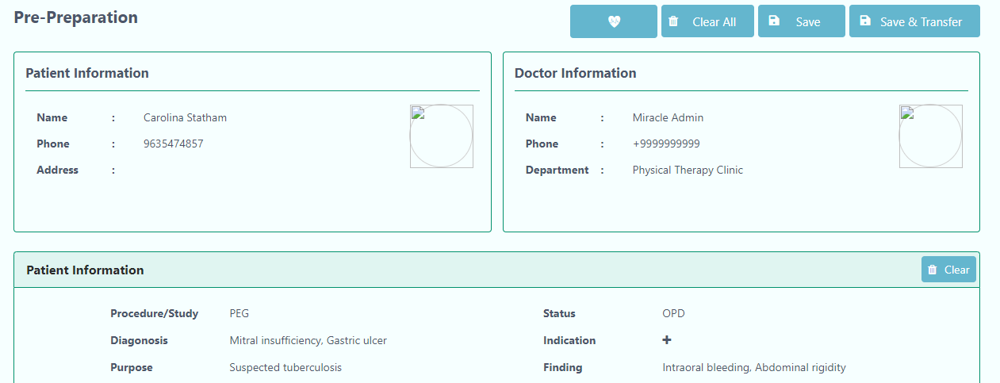 Pre-Preparation
Clear All
Save
Save & Transfer
Patient Information
Name : Carolina Statham
Phone : 9635474857
Address :
Doctor Information
Name : Miracle Admin
Phone : +9999999999
Department : Physical Therapy Clinic
Patient Information
Clear
Procedure/Study PEG Status OPD
Diagonosis Mitral insufficiency, Gastric ulcer Indication +
Purpose Suspected tuberculosis Finding Intraoral bleeding, Abdominal rigidity